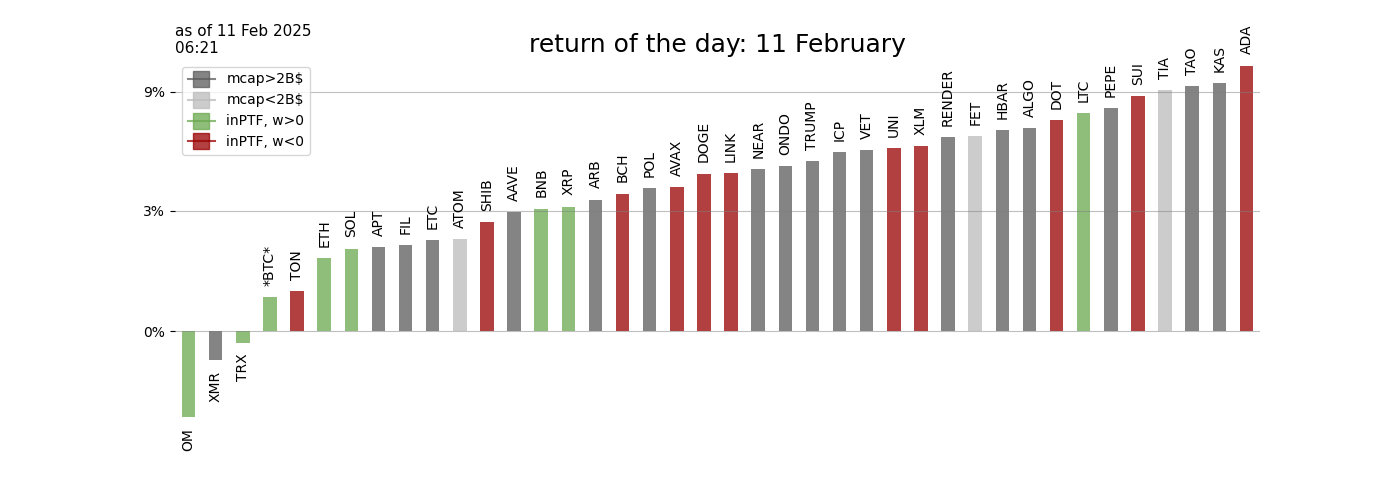 as of 11 Feb 2025
06:21
return of the day: 11 February
mcap>2B$
mcap<2B$
inPTF, w>0
inPTF, w<0
9%
3%
0%
OM
XMR
TRX
*BTC*
TON
ETH
SOL
APT
FIL
ETC
ATOM
SHIB
AAVE
BNB
XRP
ARB
BCH
POL
AVAX
DOGE
LINK
NEAR
ONDO
TRUMP
ICP
VET
UNI
XLM
RENDER
FET
HBAR
ALGO
DOT
LTC
PEPE
SUI
TIA
TAO
KAS
ADA